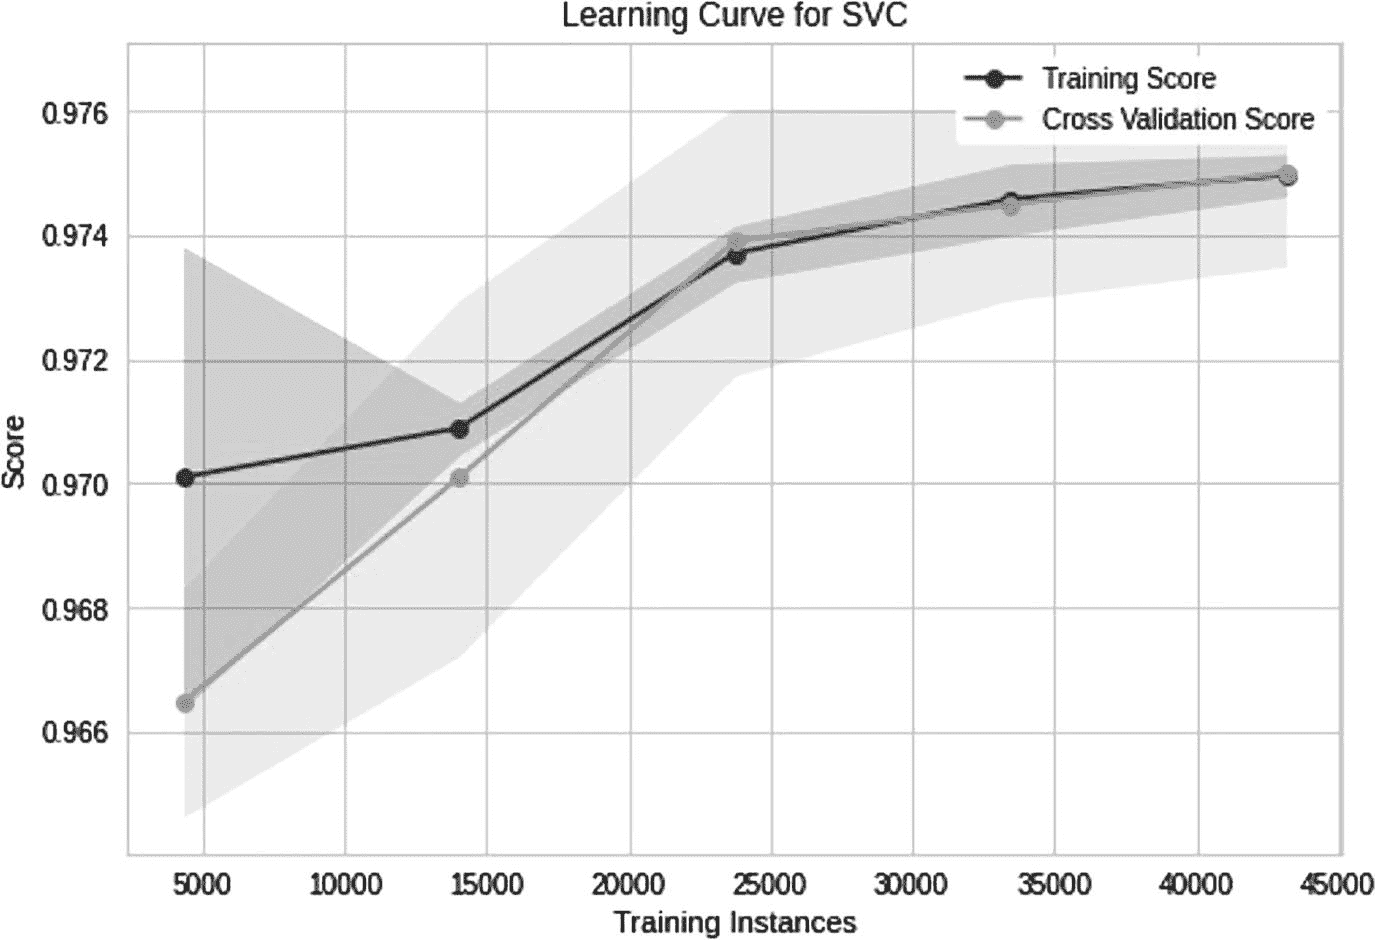 Learning Curve for SVC
Training Score
Cross Validation Score
0.976
0.974
0.972
0.970
0.968
0.966
Score
5000 10000 15000 20000 25000 30000 35000 40000 45000
Training Instances